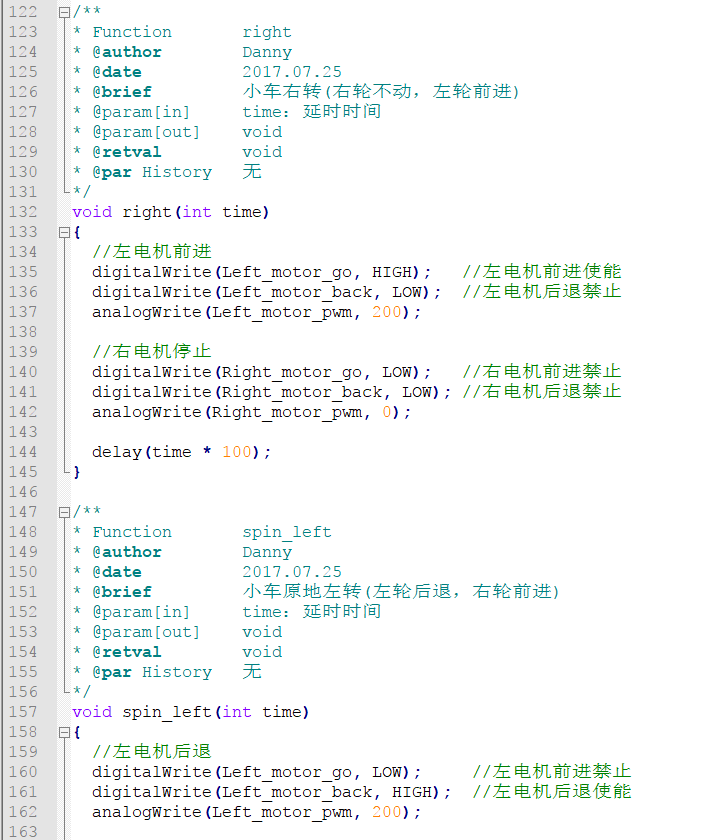 122 /**
123 * Function       right
124 * @author        Danny
125 * @date          2017.07.25
126 * @brief         小车右转(右轮不动，左轮前进)
127 * @param[in]     time：延时时间
128 * @param[out]    void
129 * @retval        void
130 * @par History   无
131 */
132 void right(int time)
133 {
134   //左电机前进
135   digitalWrite(Left_motor_go, HIGH);   //左电机前进使能
136   digitalWrite(Left_motor_back, LOW);  //左电机后退禁止
137   analogWrite(Left_motor_pwm, 200);
138
139   //右电机停止
140   digitalWrite(Right_motor_go, LOW);   //右电机前进禁止
141   digitalWrite(Right_motor_back, LOW); //右电机后退禁止
142   analogWrite(Right_motor_pwm, 0);
143
144   delay(time * 100);
145 }
146
147 /**
148 * Function       spin_left
149 * @author        Danny
150 * @date          2017.07.25
151 * @brief         小车原地左转(左轮后退，右轮前进)
152 * @param[in]     time：延时时间
153 * @param[out]    void
154 * @retval        void
155 * @par History   无
156 */
157 void spin_left(int time)
158 {
159   //左电机后退
160   digitalWrite(Left_motor_go, LOW);     //左电机前进禁止
161   digitalWrite(Left_motor_back, HIGH);  //左电机后退使能
162   analogWrite(Left_motor_pwm, 200);
163